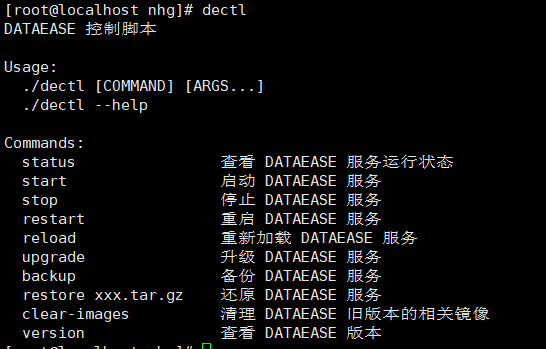 [root@localhost nhg]# dectl
DATAEASE 控制脚本
Usage:
./dectl [COMMAND] [ARGS...]
./dectl --help
Commands:
status 查看 DATAEASE 服务运行状态
start 启动 DATAEASE 服务
stop 停止 DATAEASE 服务
restart 重启 DATAEASE 服务
reload 重新加载 DATAEASE 服务
upgrade 升级 DATAEASE 服务
backup 备份 DATAEASE 服务
restore xxx.tar.gz 还原 DATAEASE 服务
clear-images 清理 DATAEASE 旧版本的相关镜像
version 查看 DATAEASE 版本
[root@localhost nhg]#